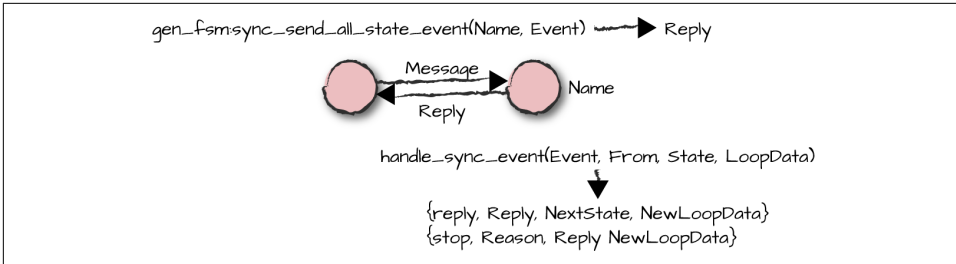 gen_fsm:sync_send_all_state_event(Name, Event) Reply
Message
Name
Reply
handle_sync_event(Event, From, State, LoopData)
{reply, Reply, NextState, NewLoopData}
{stop, Reason, Reply NewLoopData}